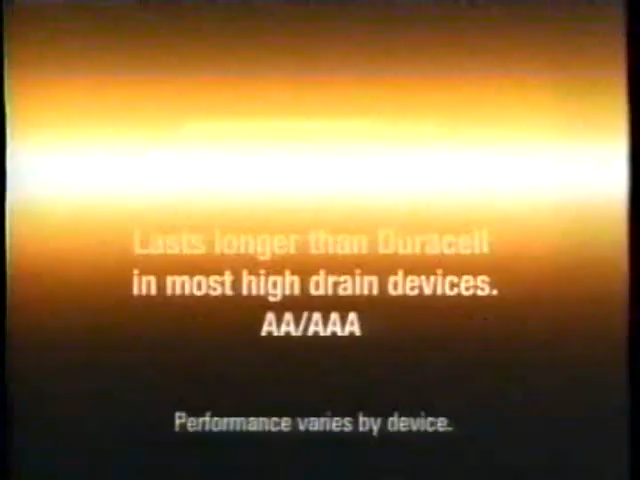 Lasts longer than Duracell
in most high drain devices.
AA/AAA
Performance varies by device.